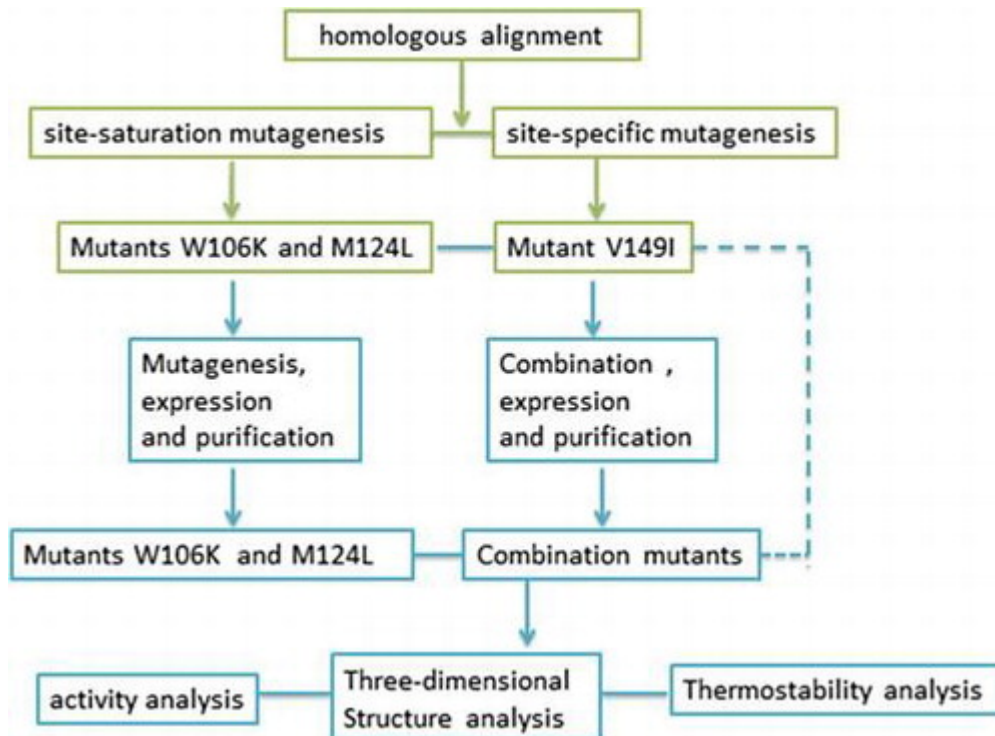 homologous alignment
site-saturation mutagenesis
site-specific mutagenesis
Mutants W106K and M124L
Mutant V149I
Mutagenesis,
expression
and purification
Combination ,
expression
and purification
Mutants W106K and M124L
Combination mutants
activity analysis
Three-dimensional
Structure analysis
Thermostability analysis